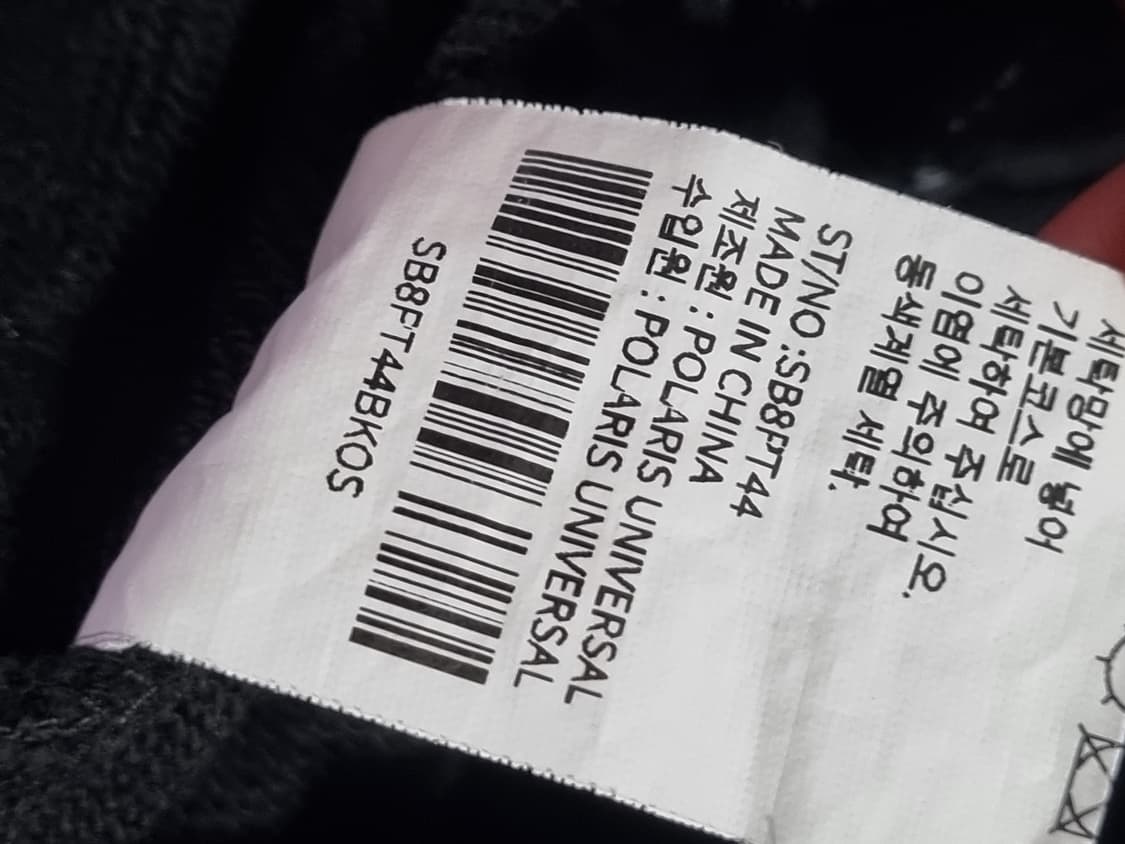 세탁망에 넣어
기본코스로
세탁하여 주십시오.
이염에 주의하여
동색계열 세탁.
ST/NO :SB8FT44
MADE IN CHINA
제조원 : POLARIS UNIVERSAL
수입원 : POLARIS UNIVERSAL
SB8FT44BKOS